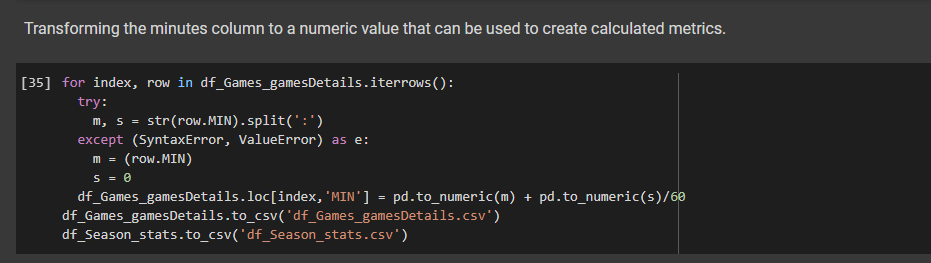 Transforming the minutes column to a numeric value that can be used to create calculated metrics.
[35] for index, row in df_Games_gamesDetails.iterrows():
try:
m, s = str(row.MIN).split(':')
except (SyntaxError, ValueError) as e:
m = (row.MIN)
s = 0
df_Games_gamesDetails.loc[index,'MIN'] = pd.to_numeric(m) + pd.to_numeric(s)/60
df_Games_gamesDetails.to_csv('df_Games_gamesDetails.csv')
df_Season_stats.to_csv('df_Season_stats.csv')